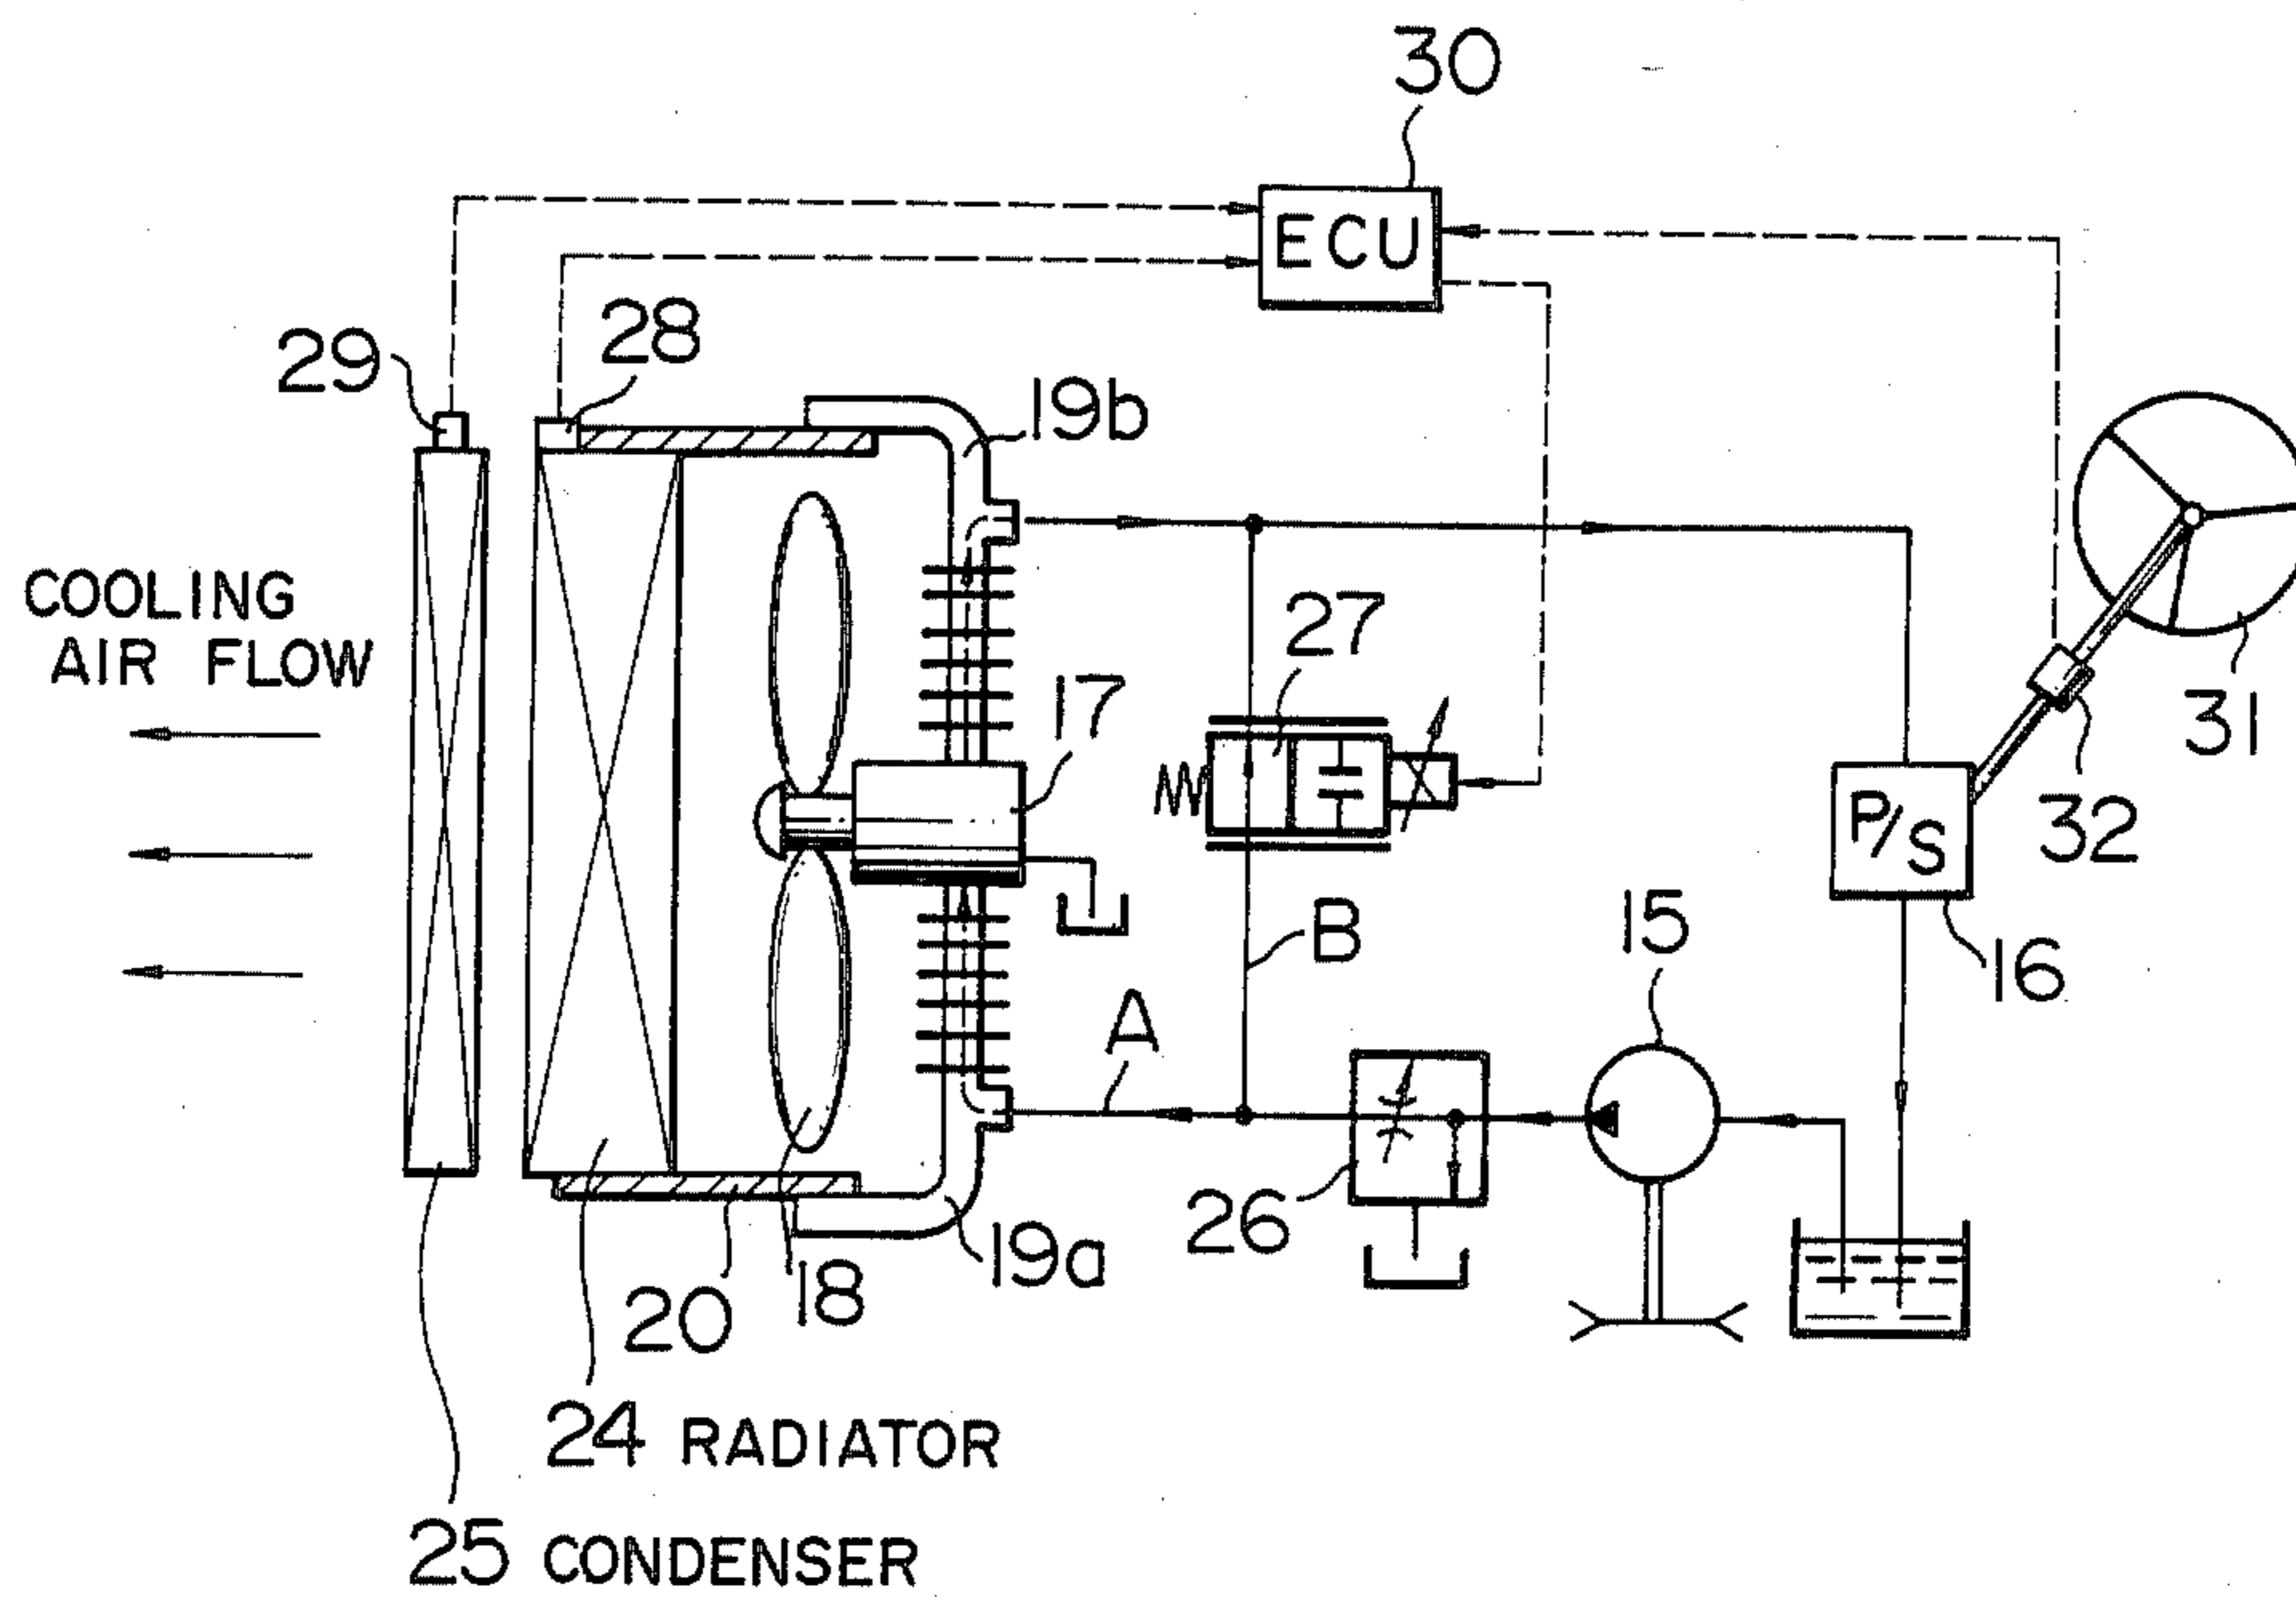 30
ECU
28
29
19b
COOLING
AIR FLOW
27
17
31
32
P/S
B
15
16
A
26
19a
18
20
24 RADIATOR
25 CONDENSER